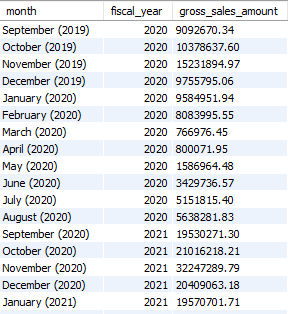 month fiscal_year gross_sales_amount
September (2019) 2020 9092670.34
October (2019) 2020 10378637.60
November (2019) 2020 15231894.97
December (2019) 2020 9755795.06
January (2020) 2020 9584951.94
February (2020) 2020 8083995.55
March (2020) 2020 766976.45
April (2020) 2020 800071.95
May (2020) 2020 1586964.48
June (2020) 2020 3429736.57
July (2020) 2020 5151815.40
August (2020) 2020 5638281.83
September (2020) 2021 19530271.30
October (2020) 2021 21016218.21
November (2020) 2021 32247289.79
December (2020) 2021 20409063.18
January (2021) 2021 19570701.71